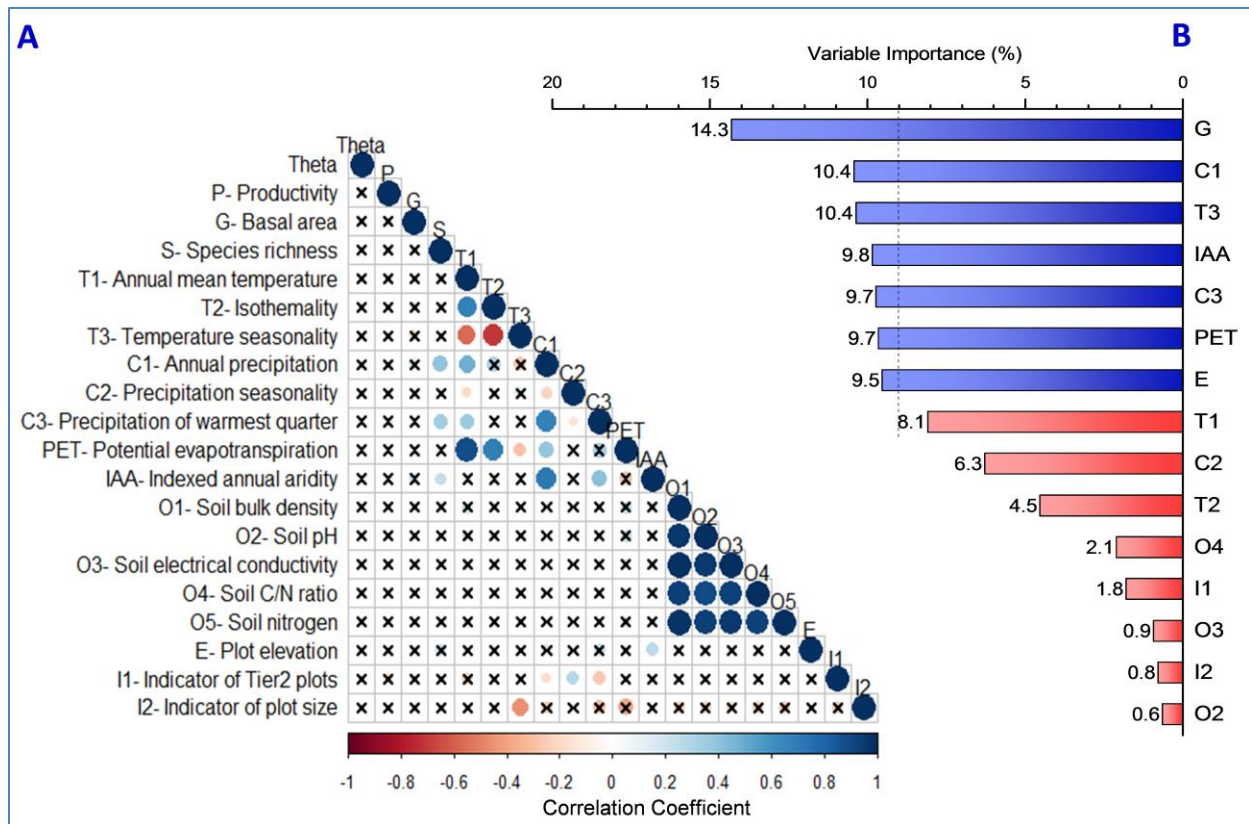 A
B
Variable Importance (%)
20 15 10 5 0
14.3 G
10.4 C1
10.4 T3
9.8 IAA
9.7 C3
9.7 PET
9.5 E
8.1 T1
6.3 C2
4.5 T2
2.1 O4
1.8 I1
0.9 O3
0.8 I2
0.6 O2
Theta Theta
P- Productivity P
G- Basal area G
S- Species richness S
T1- Annual mean temperature T1
T2- Isothemality T2
T3- Temperature seasonality T3
C1- Annual precipitation C1
C2- Precipitation seasonality C2
C3- Precipitation of warmest quarter C3
PET- Potential evapotranspiration PET
IAA- Indexed annual aridity IAA
O1- Soil bulk density O1
O2- Soil pH O2
O3- Soil electrical conductivity O3
O4- Soil C/N ratio O4
O5- Soil nitrogen O5
E- Plot elevation E
I1- Indicator of Tier2 plots I1
I2- Indicator of plot size I2
-1 -0.8 -0.6 -0.4 -0.2 0 0.2 0.4 0.6 0.8 1
Correlation Coefficient